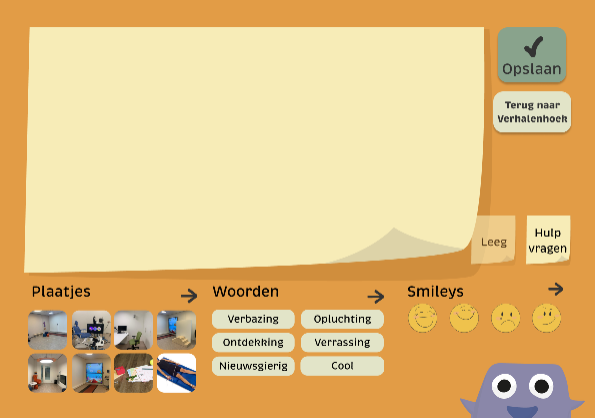 Opslaan
Terug naar
Verhalenhoek
Leeg
Hulp
vragen
Plaatjes
Woorden
Smileys
Verbazing
Opluchting
Ontdekking
Verrassing
Nieuwsgierig
Cool